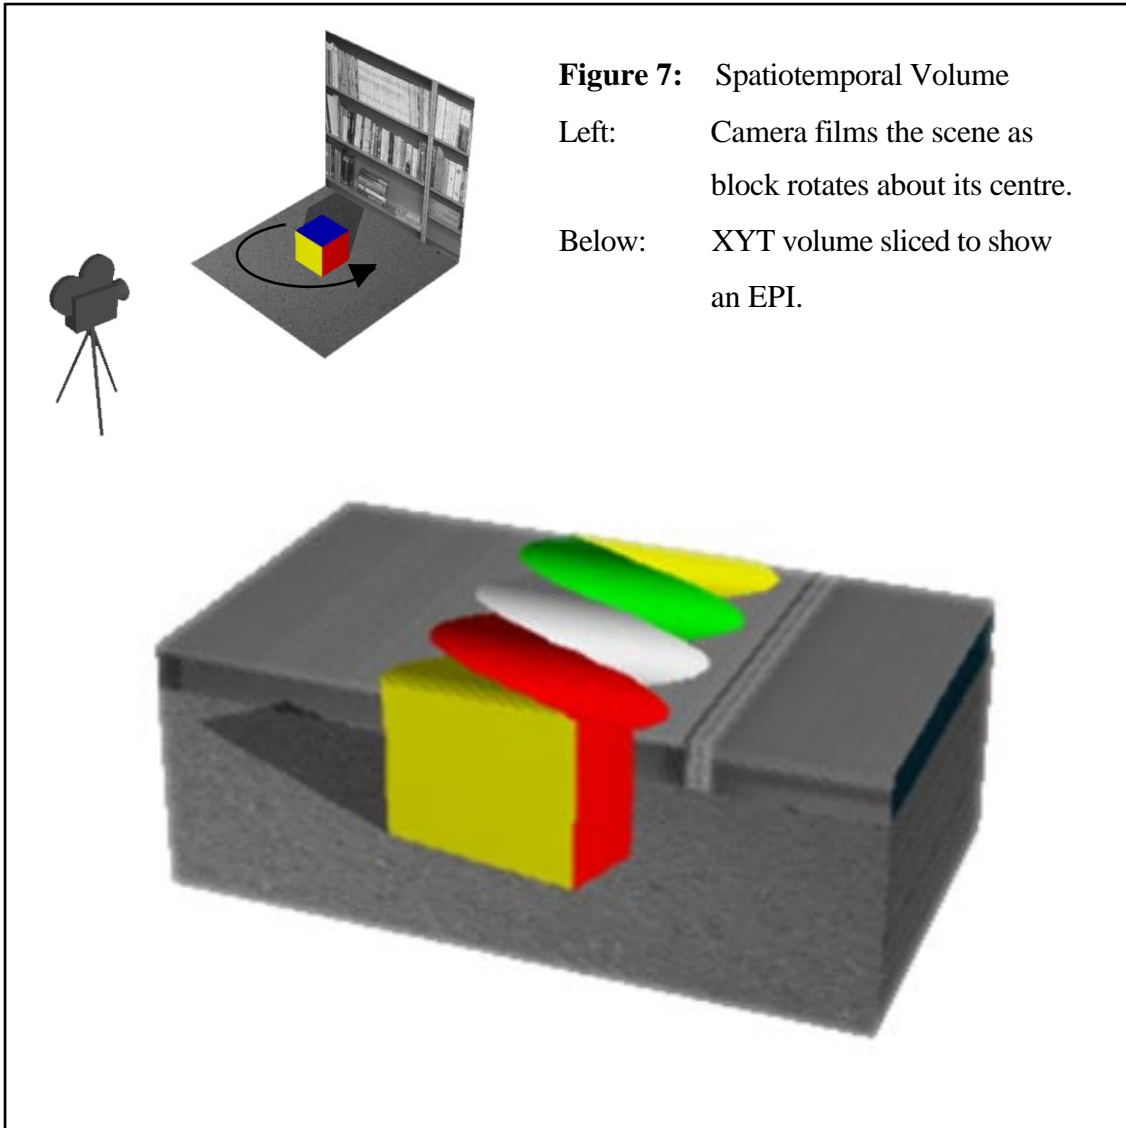 Figure 7: Spatiotemporal Volume
Left: Camera films the scene as
block rotates about its centre.
Below: XYT volume sliced to show
an EPI.